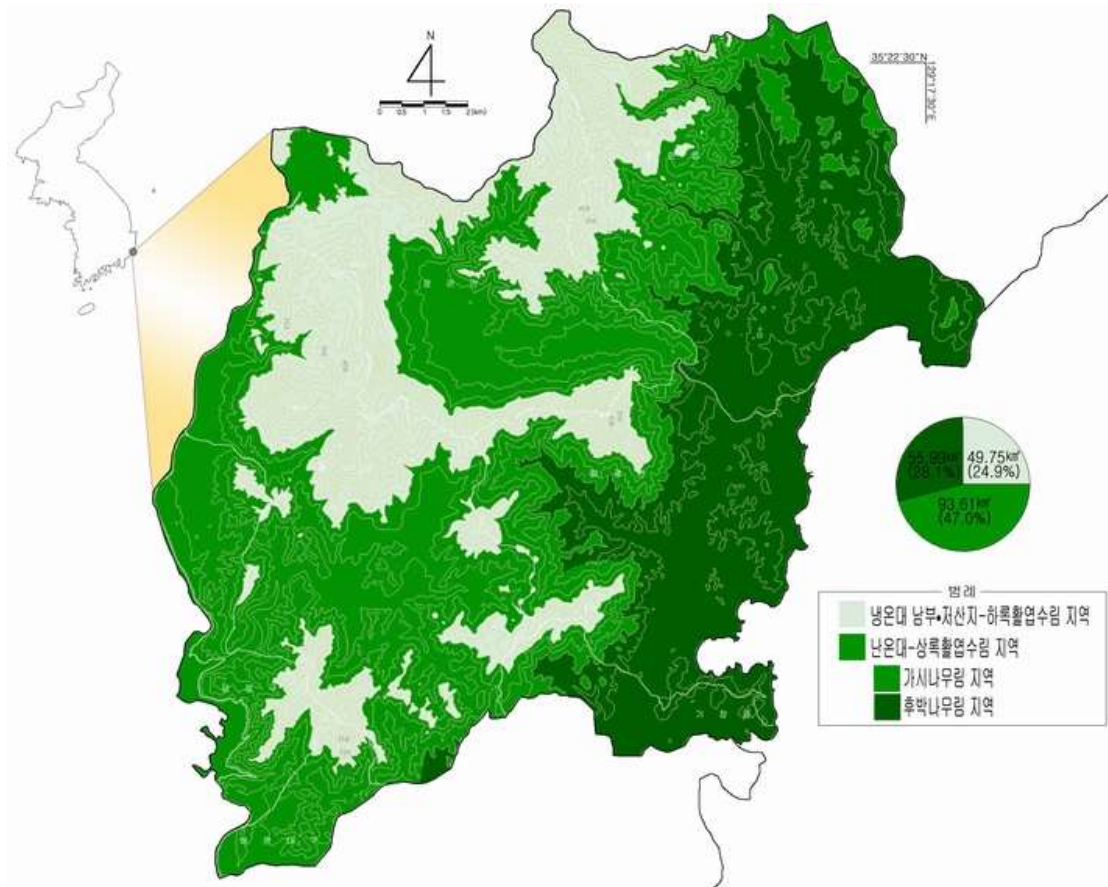 N
0 0.5 1 1.5 2(km)
35°22'30"N
129°17'30"E
55.99㎢
(28.1%)
49.75㎢
(24.9%)
93.61㎢
(47.0%)
범례
냉온대 남부•저산지-하록활엽수림 지역
난온대-상록활엽수림 지역
가시나무림 지역
후박나무림 지역